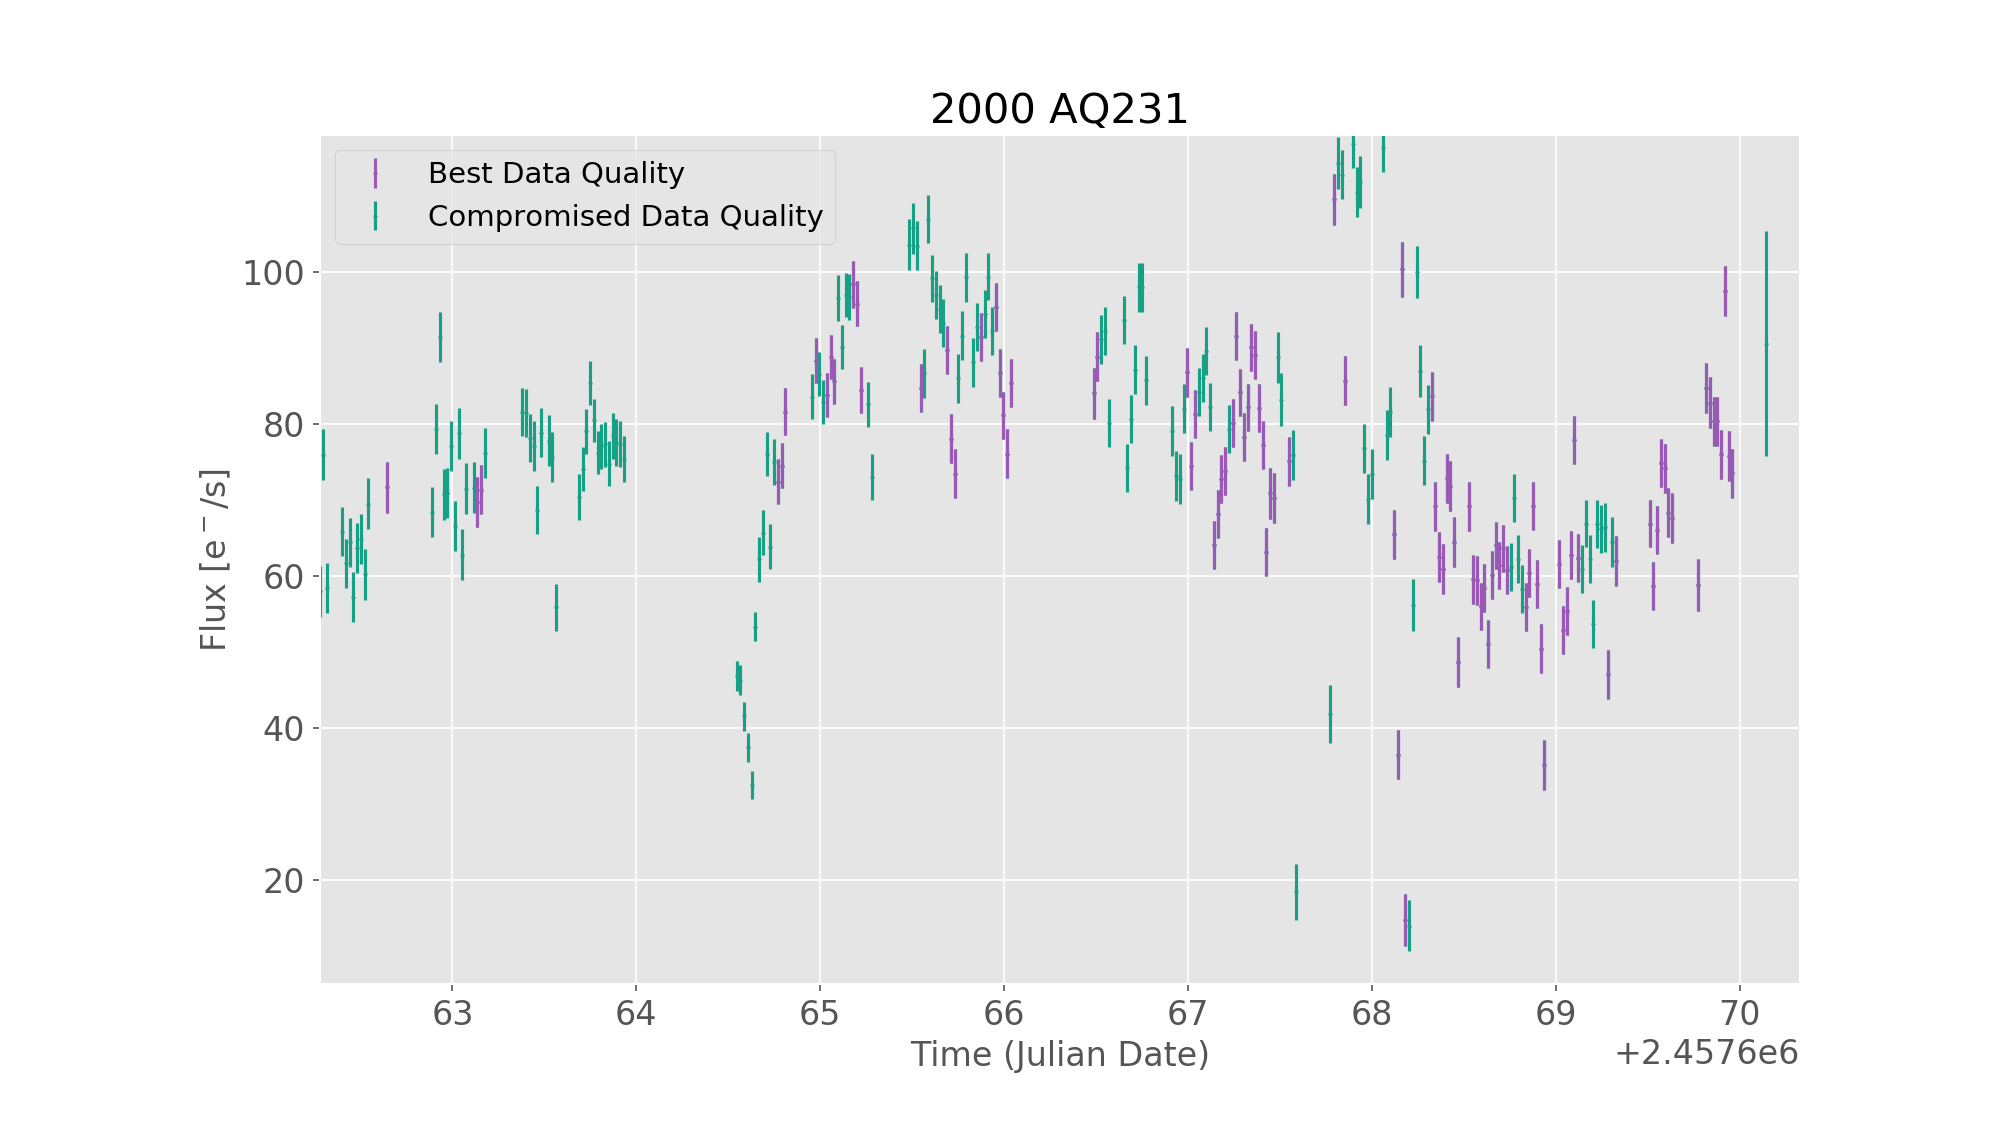 2000 AQ231
Best Data Quality
Compromised Data Quality
Flux [e⁻/s]
100
80
60
40
20
63 64 65 66 67 68 69 70
Time (Julian Date)
+2.4576e6